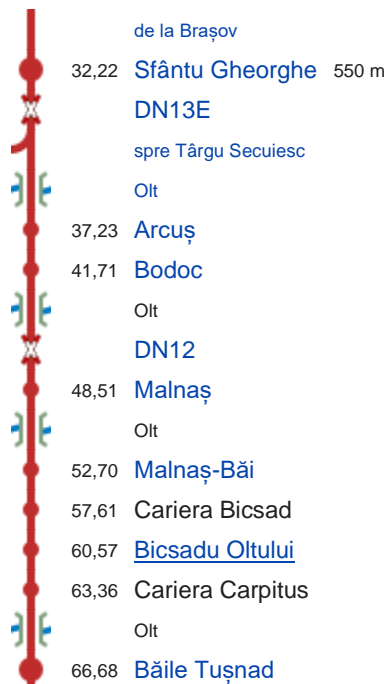 de la Brașov
32,22 Sfântu Gheorghe 550 m
DN13E
spre Târgu Secuiesc
Olt
37,23 Arcuș
41,71 Bodoc
Olt
DN12
48,51 Malnaș
Olt
52,70 Malnaș-Băi
57,61 Cariera Bicsad
60,57 Bicsadu Oltului
63,36 Cariera Carpitus
Olt
66,68 Băile Tușnad